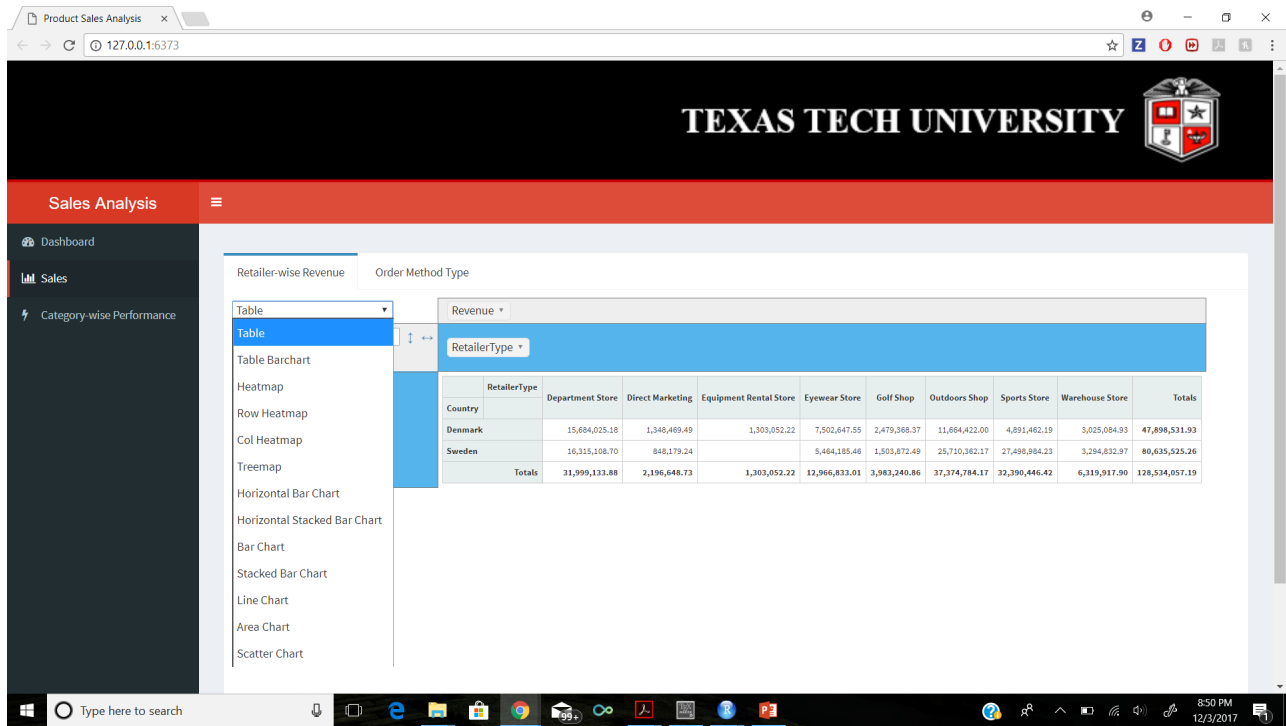 Product Sales Analysis
127.0.0.1:6373
TEXAS TECH UNIVERSITY
Sales Analysis
Dashboard
Sales
Category-wise Performance
Retailer-wise Revenue Order Method Type
Table
Table
Table Barchart
Heatmap
Row Heatmap
Col Heatmap
Treemap
Horizontal Bar Chart
Horizontal Stacked Bar Chart
Bar Chart
Stacked Bar Chart
Line Chart
Area Chart
Scatter Chart
Revenue
RetailerType
RetailerType Department Store Direct Marketing Equipment Rental Store Eyewear Store Golf Shop Outdoors Shop Sports Store Warehouse Store Totals
Country
Denmark 15,684,025.18 1,348,469.49 1,303,052.22 7,502,647.55 2,479,368.37 11,664,422.00 4,891,462.19 3,025,084.93 47,898,531.93
Sweden 16,315,108.70 848,179.24 5,464,185.46 1,503,872.49 25,710,362.17 27,498,984.23 3,294,832.97 80,635,525.26
Totals 31,999,133.88 2,196,648.73 1,303,052.22 12,966,833.01 3,983,240.86 37,374,784.17 32,390,446.42 6,319,917.90 128,534,057.19
Type here to search
99+
8:50 PM
12/3/2017